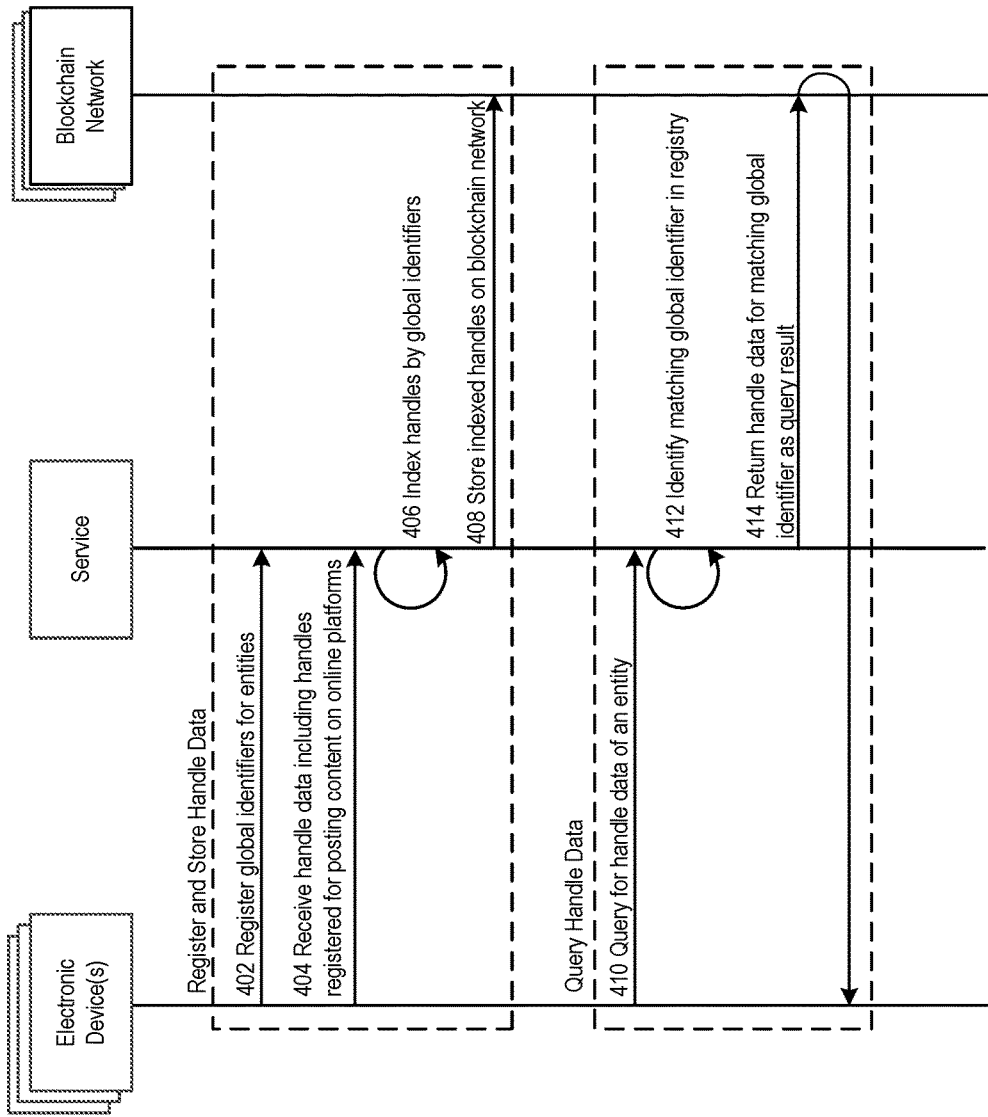 Electronic
Device(s)
Service
Blockchain
Network
Register and Store Handle Data
402 Register global identifiers for entities
404 Receive handle data including handles
registered for posting content on online platforms
406 Index handles by global identifiers
408 Store indexed handles on blockchain network
Query Handle Data
410 Query for handle data of an entity
412 Identify matching global identifier in registry
414 Return handle data for matching global
identifier as query result